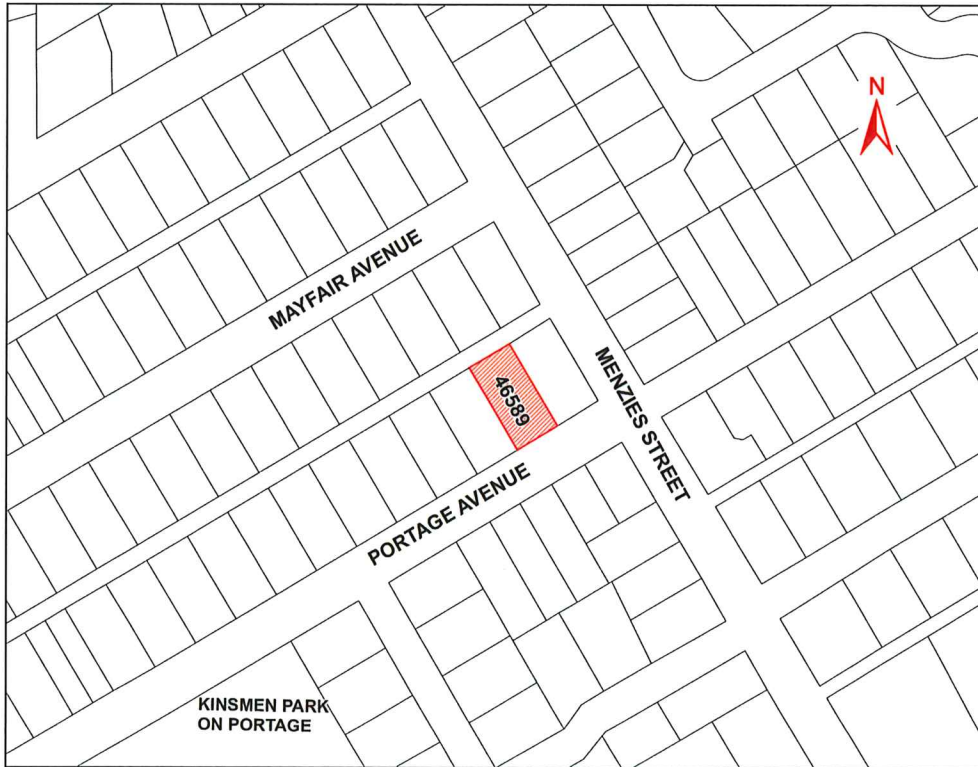 N
MAYFAIR AVENUE
MENZIES STREET
46589
PORTAGE AVENUE
KINSMEN PARK
ON PORTAGE